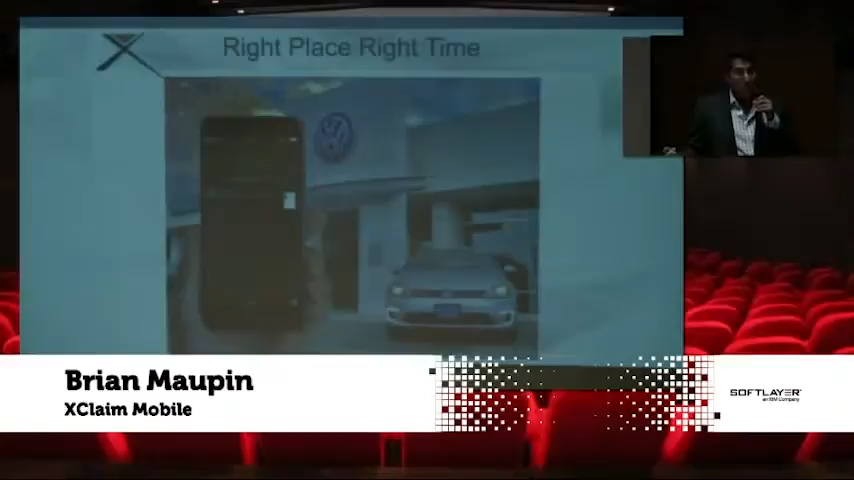 Right Place Right Time
Brian Maupin
XClaim Mobile
SOFTLAYER
an IBM Company